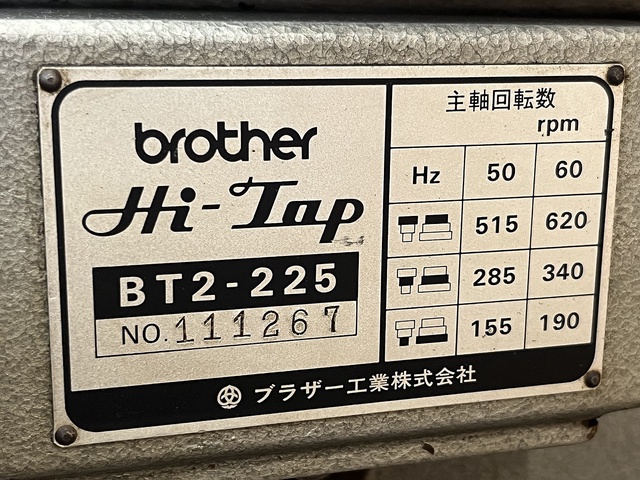 brother
Hi-Tap
BT2-225
NO. 111267
主軸回転数
rpm
Hz 50 60
515 620
285 340
155 190
ブラザー工業株式会社